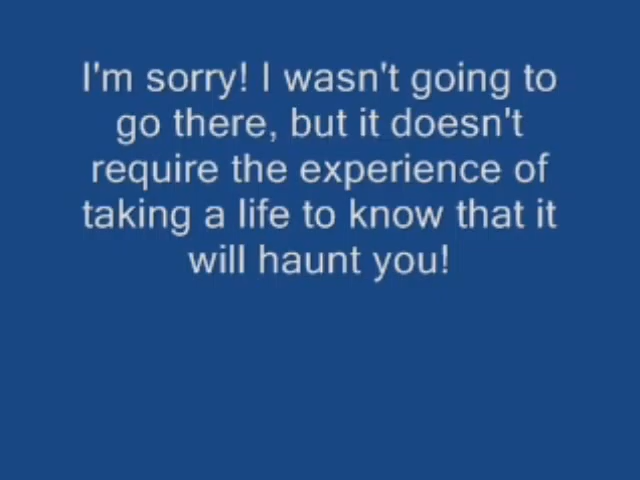 I'm sorry! I wasn't going to
go there, but it doesn't
require the experience of
taking a life to know that it
will haunt you!